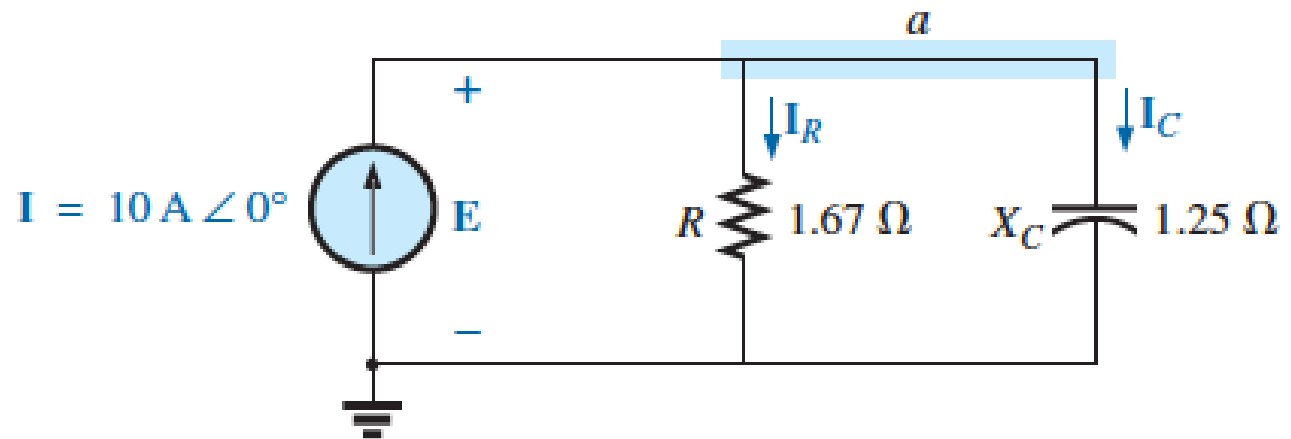 a
+
I = 10 A ∠ 0°
E
−
I_R
R 1.67 Ω
I_C
X_C 1.25 Ω